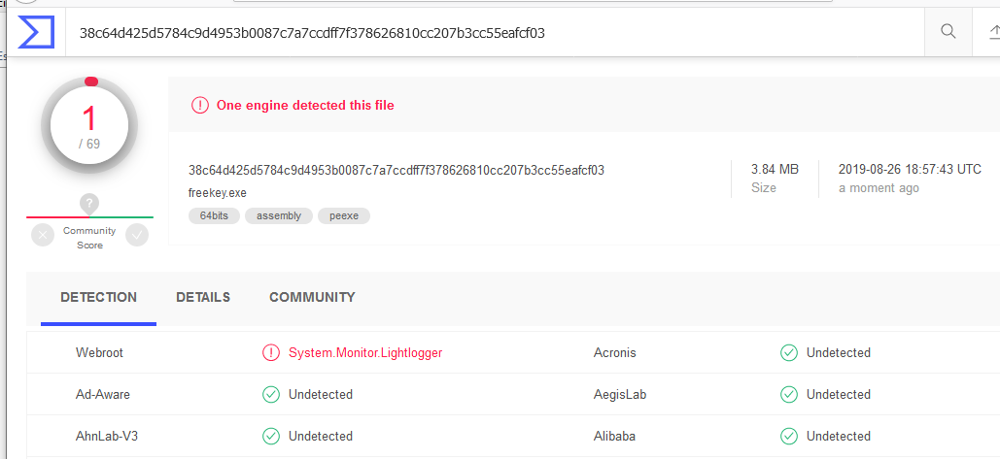 38c64d425d5784c9d4953b0087c7a7ccdff7f378626810cc207b3cc55eafcf03
1
/ 69
One engine detected this file
38c64d425d5784c9d4953b0087c7a7ccdff7f378626810cc207b3cc55eafcf03
freekey.exe
64bits assembly peexe
3.84 MB
Size
2019-08-26 18:57:43 UTC
a moment ago
?
Community
Score
DETECTION DETAILS COMMUNITY
Webroot System.Monitor.Lightlogger Acronis Undetected
Ad-Aware Undetected AegisLab Undetected
AhnLab-V3 Undetected Alibaba Undetected